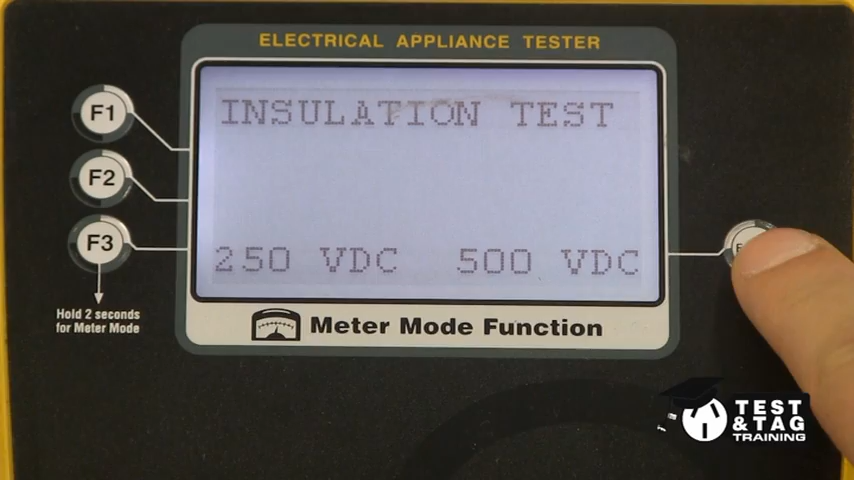 ELECTRICAL APPLIANCE TESTER
F1
INSULATION TEST
F2
F3
250 VDC 500 VDC
Hold 2 seconds
for Meter Mode
Meter Mode Function
TEST
&TAG
TRAINING